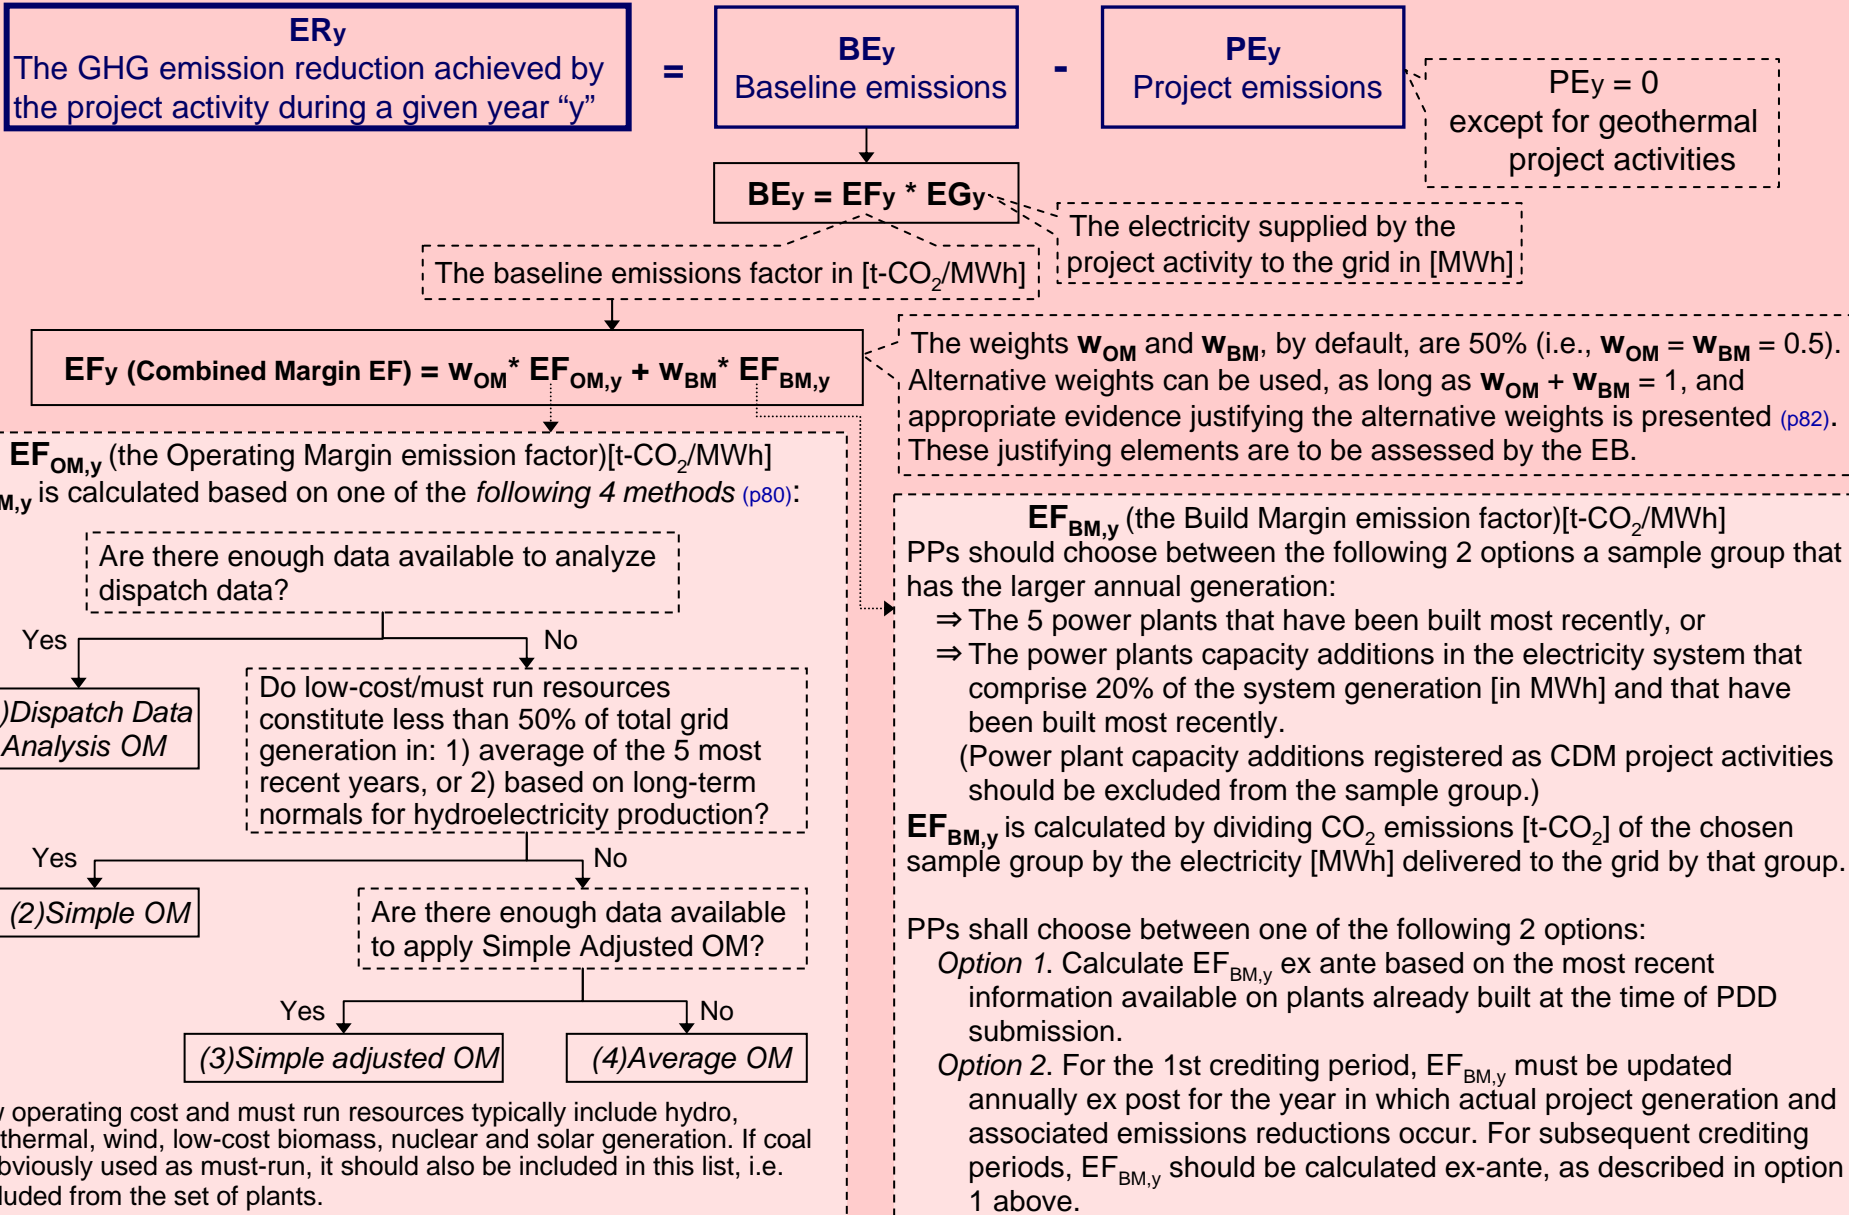 ERy
The GHG emission reduction achieved by
the project activity during a given year “y”
=
BEy
Baseline emissions
-
PEy
Project emissions
PEy = 0
except for geothermal
project activities
BEy = EFy * EGy
The electricity supplied by the
project activity to the grid in [MWh]
The baseline emissions factor in [t-CO2/MWh]
EFy (Combined Margin EF) = wOM* EFOM,y + wBM* EFBM,y
The weights wOM and wBM, by default, are 50% (i.e., wOM = wBM = 0.5).
Alternative weights can be used, as long as wOM + wBM = 1, and
appropriate evidence justifying the alternative weights is presented (p82).
These justifying elements are to be assessed by the EB.
EFOM,y (the Operating Margin emission factor)[t-CO2/MWh]
M,y is calculated based on one of the following 4 methods (p80):
Are there enough data available to analyze
dispatch data?
Yes
No
)Dispatch Data
Analysis OM
Do low-cost/must run resources
constitute less than 50% of total grid
generation in: 1) average of the 5 most
recent years, or 2) based on long-term
normals for hydroelectricity production?
Yes
No
(2)Simple OM
Are there enough data available
to apply Simple Adjusted OM?
Yes
No
(3)Simple adjusted OM
(4)Average OM
operating cost and must run resources typically include hydro,
thermal, wind, low-cost biomass, nuclear and solar generation. If coal
bviously used as must-run, it should also be included in this list, i.e.
luded from the set of plants.
EFBM,y (the Build Margin emission factor)[t-CO2/MWh]
PPs should choose between the following 2 options a sample group that
has the larger annual generation:
⇒ The 5 power plants that have been built most recently, or
⇒ The power plants capacity additions in the electricity system that
comprise 20% of the system generation [in MWh] and that have
been built most recently.
(Power plant capacity additions registered as CDM project activities
should be excluded from the sample group.)
EFBM,y is calculated by dividing CO2 emissions [t-CO2] of the chosen
sample group by the electricity [MWh] delivered to the grid by that group.
PPs shall choose between one of the following 2 options:
Option 1. Calculate EFBM,y ex ante based on the most recent
information available on plants already built at the time of PDD
submission.
Option 2. For the 1st crediting period, EFBM,y must be updated
annually ex post for the year in which actual project generation and
associated emissions reductions occur. For subsequent crediting
periods, EFBM,y should be calculated ex-ante, as described in option
1 above.